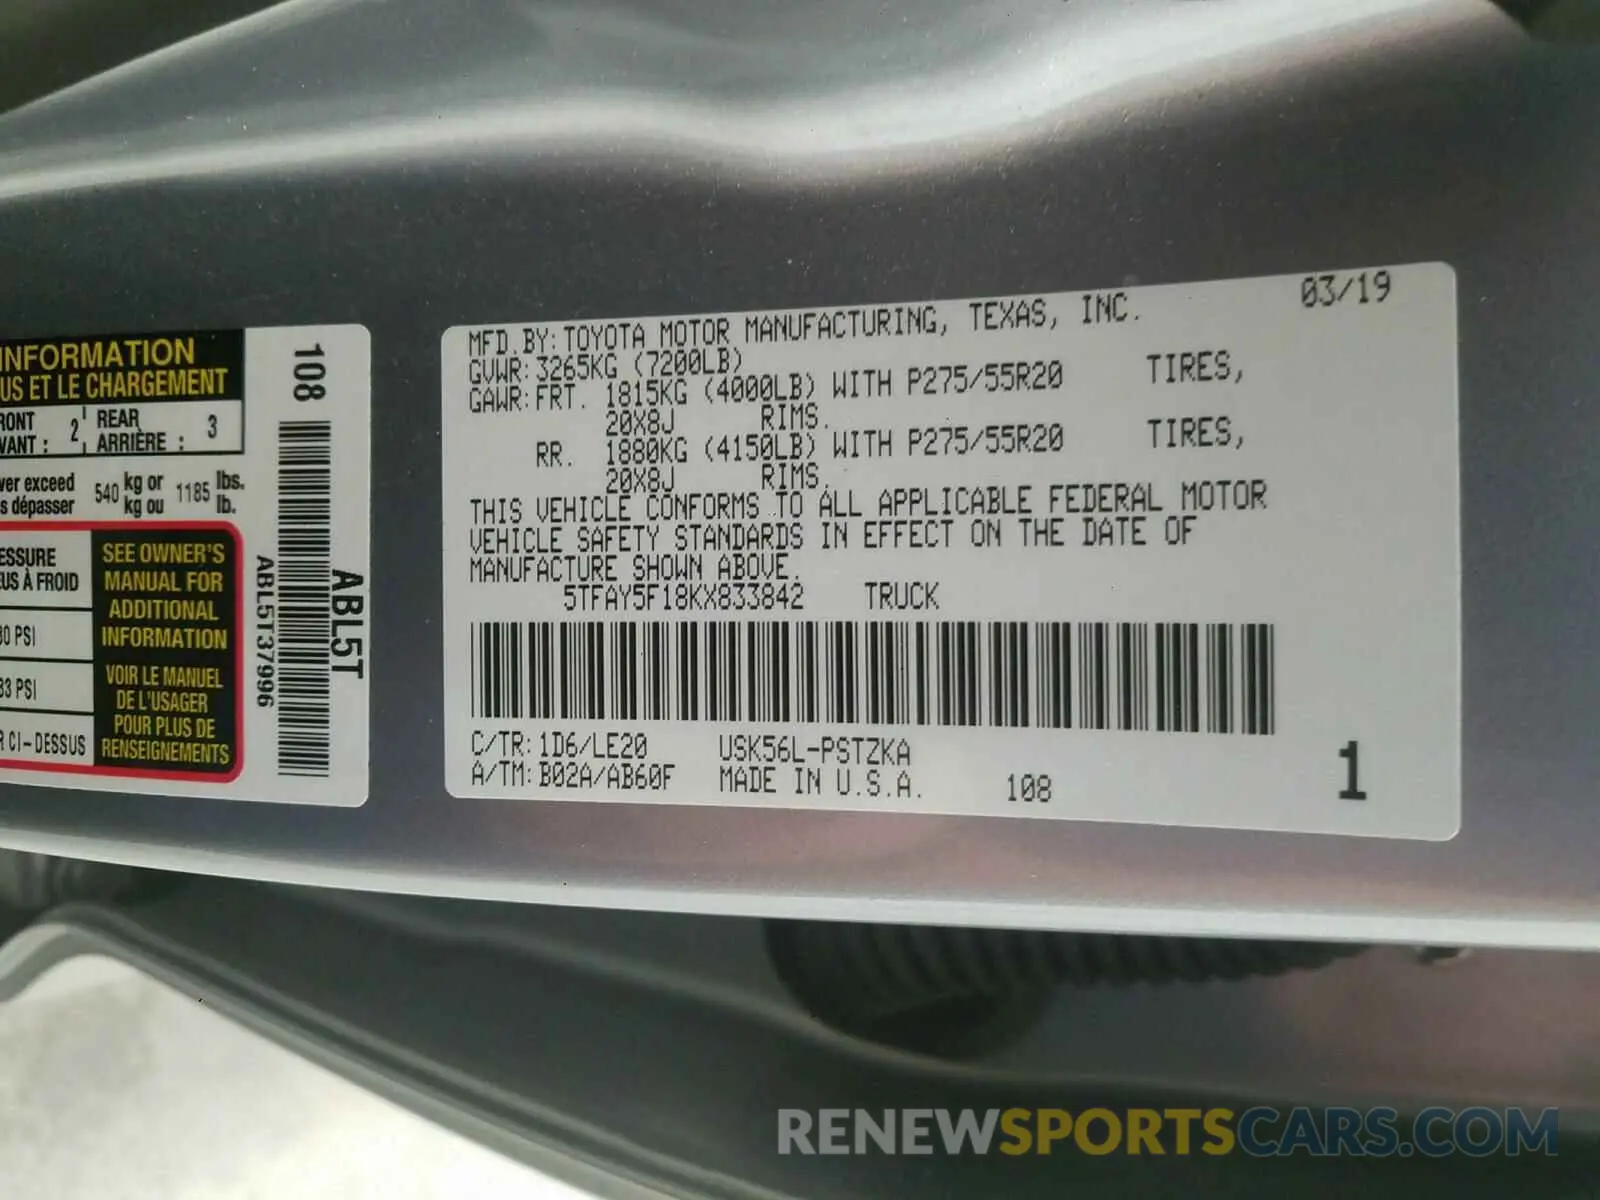 INFORMATION
US ET LE CHARGEMENT
RONT
VANT : 2
REAR
ARRIÈRE : 3
ver exceed
s dépasser
540 kg or
kg ou
1185 lbs.
lb.
ESSURE
EUS À FROID
30 PSI
33 PSI
R CI-DESSUS
SEE OWNER'S
MANUAL FOR
ADDITIONAL
INFORMATION
VOIR LE MANUEL
DE L'USAGER
POUR PLUS DE
RENSEIGNEMENTS
108
ABL5T
ABL5T37996
MFD.BY:TOYOTA MOTOR MANUFACTURING, TEXAS, INC. 03/19
GVWR:3265KG (7200LB)
GAWR:FRT. 1815KG (4000LB) WITH P275/55R20 TIRES,
20X8J RIMS.
RR. 1880KG (4150LB) WITH P275/55R20 TIRES,
20X8J RIMS.
THIS VEHICLE CONFORMS TO ALL APPLICABLE FEDERAL MOTOR
VEHICLE SAFETY STANDARDS IN EFFECT ON THE DATE OF
MANUFACTURE SHOWN ABOVE.
5TFAY5F18KX833842 TRUCK
C/TR:1D6/LE20 USK56L-PSTZKA
A/TM:B02A/AB60F MADE IN U.S.A. 108
1
RENEWSPORTSCARS.COM